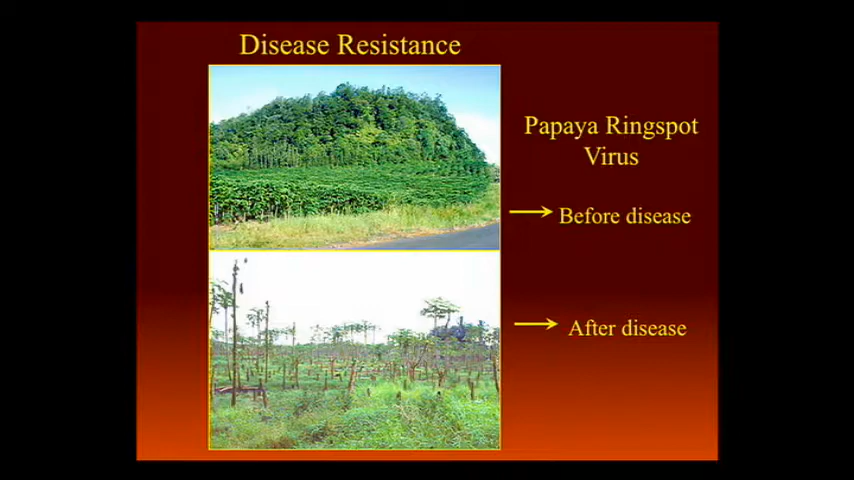 Disease Resistance
Papaya Ringspot
Virus
Before disease
After disease